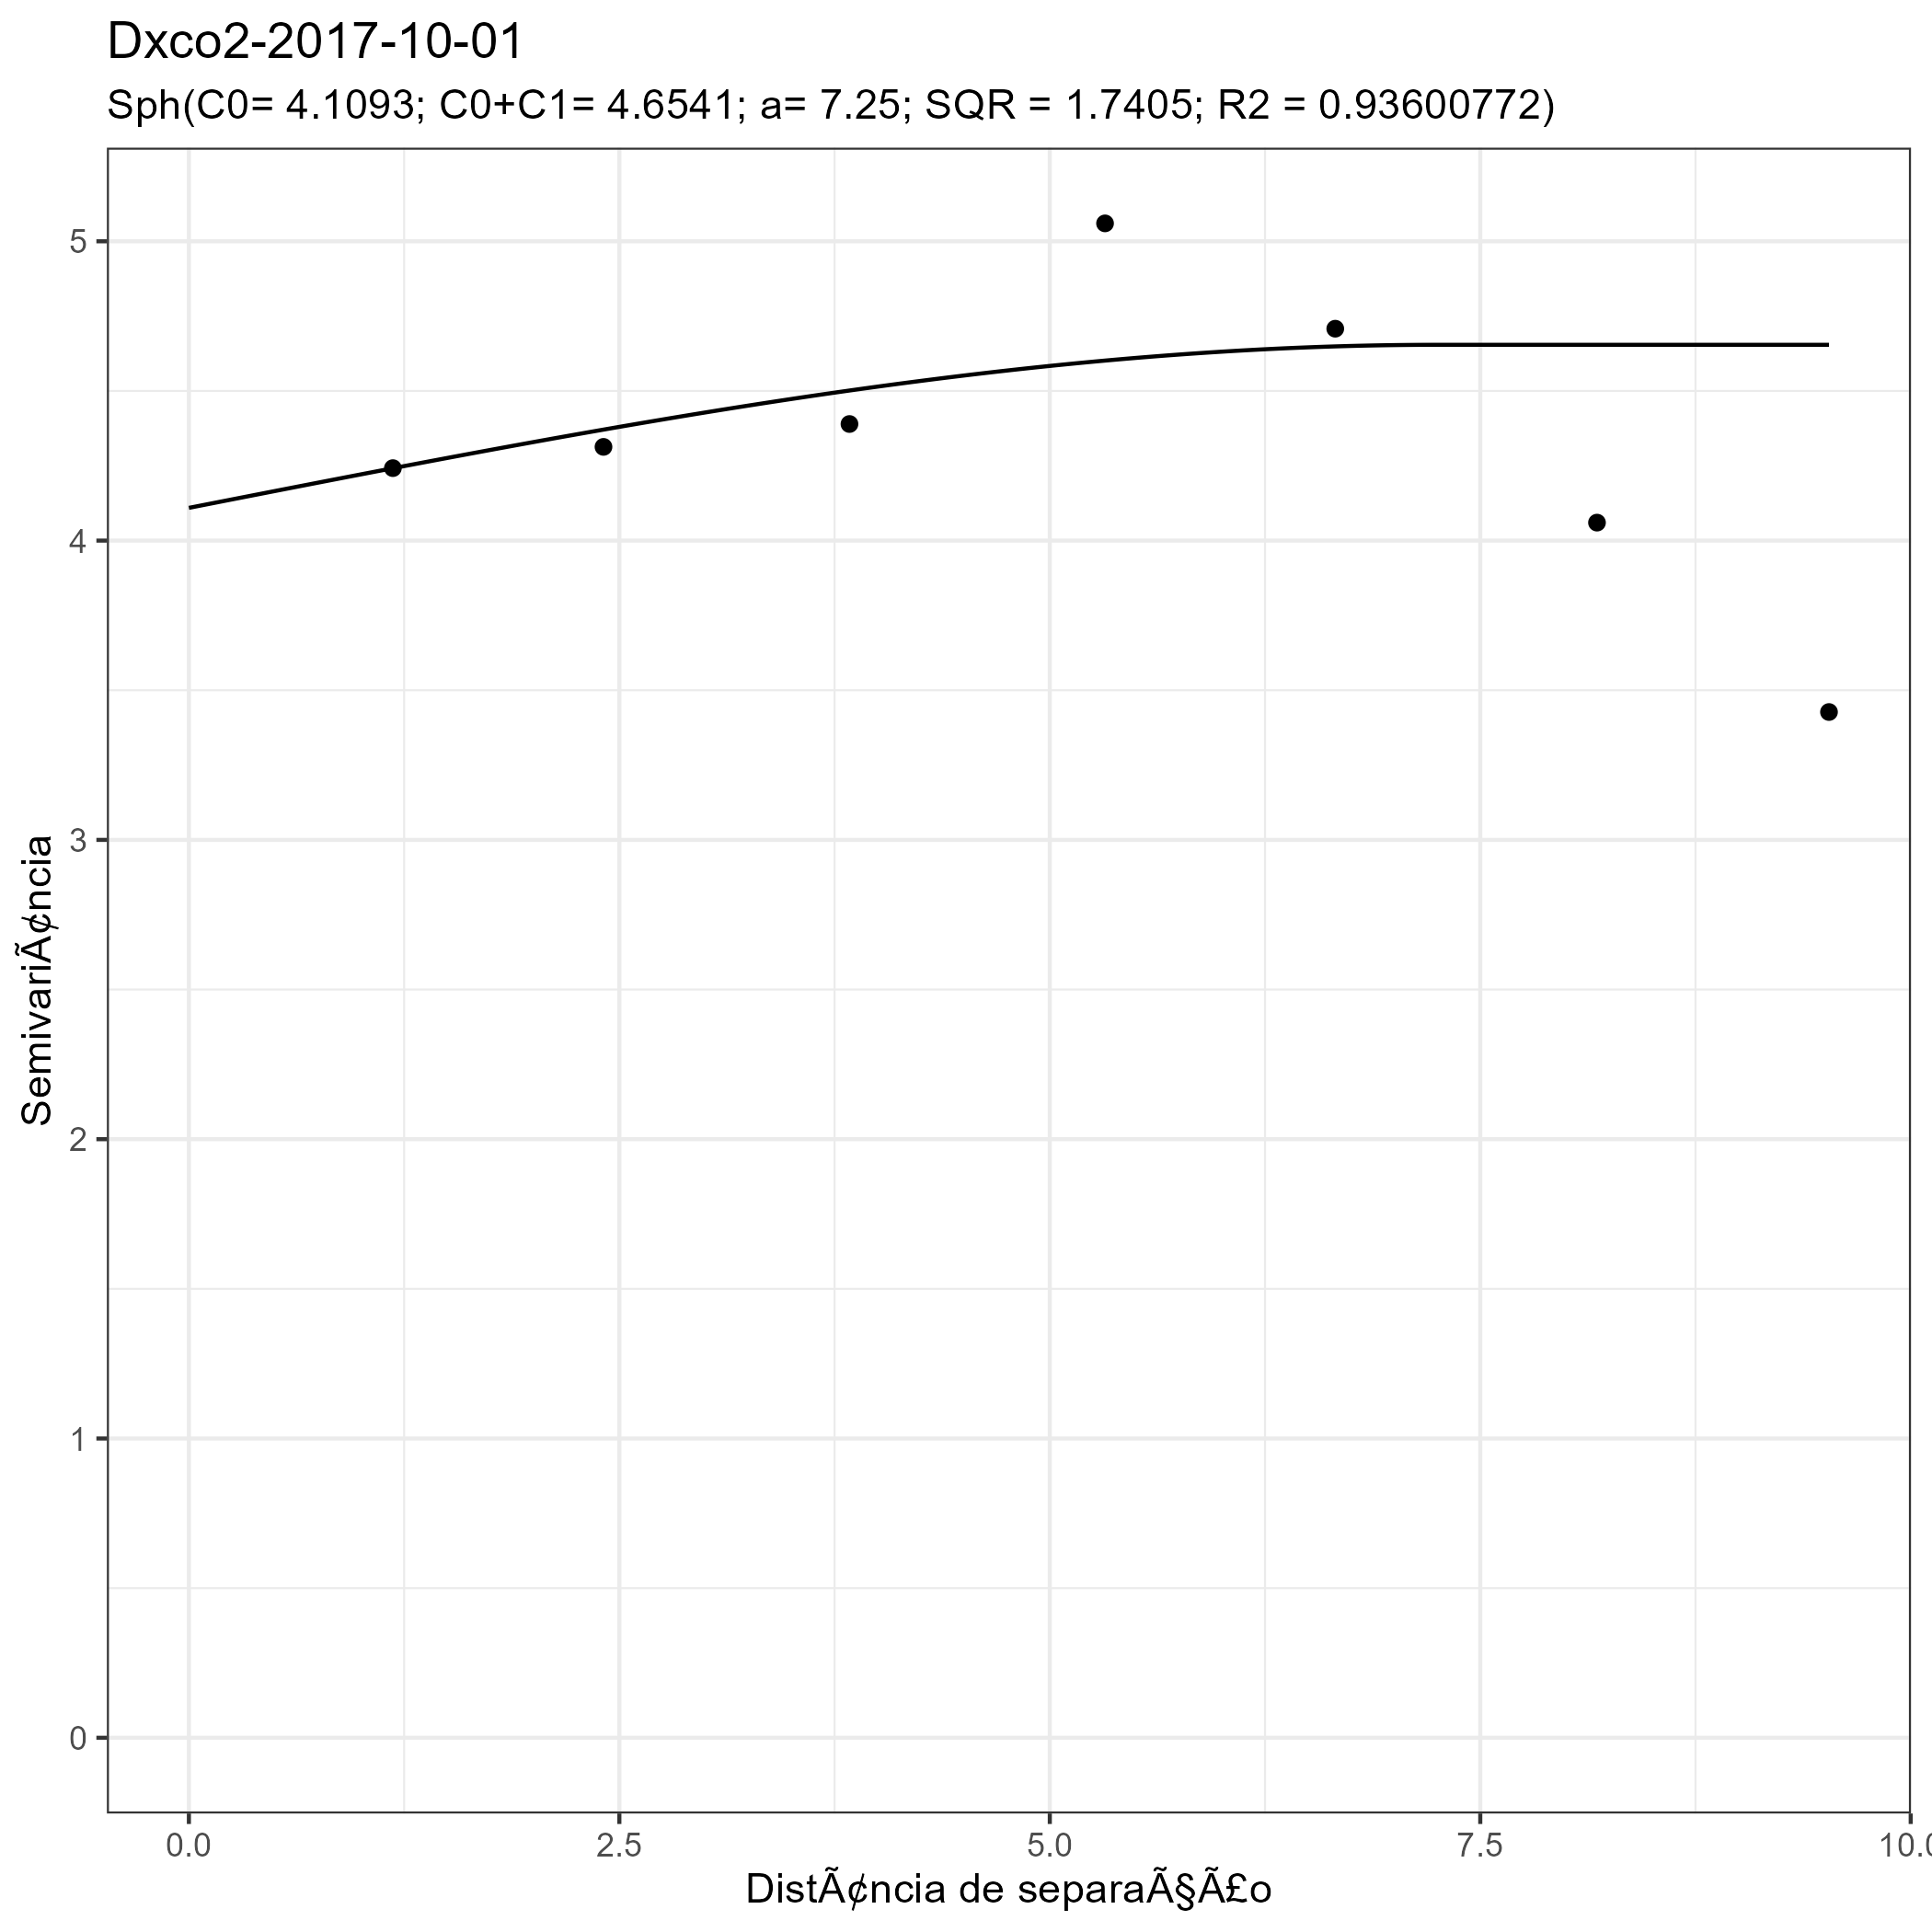 Dxco2-2017-10-01
Sph(C0= 4.1093; C0+C1= 4.6541; a= 7.25; SQR = 1.7405; R2 = 0.93600772)
SemivariÃ¢ncia
5
4
3
2
1
0
0.0 2.5 5.0 7.5 10.0
DistÃ¢ncia de separaÃ§Ã£o